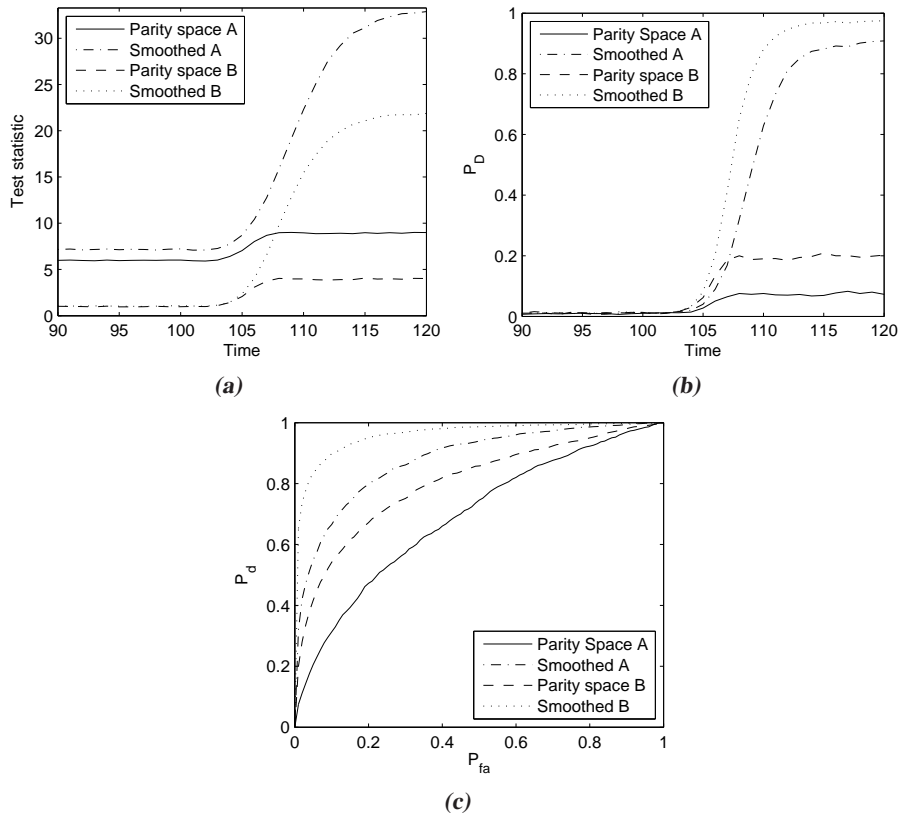 Parity space A
Smoothed A
Parity space B
Smoothed B
Test statistic
30
25
20
15
10
5
0
90 95 100 105 110 115 120
Time
(a)
Parity Space A
Smoothed A
Parity space B
Smoothed B
P_D
1
0.8
0.6
0.4
0.2
0
90 95 100 105 110 115 120
Time
(b)
P_d
1
0.8
0.6
0.4
0.2
0
Parity Space A
Smoothed A
Parity space B
Smoothed B
0 0.2 0.4 0.6 0.8 1
P_fa
(c)